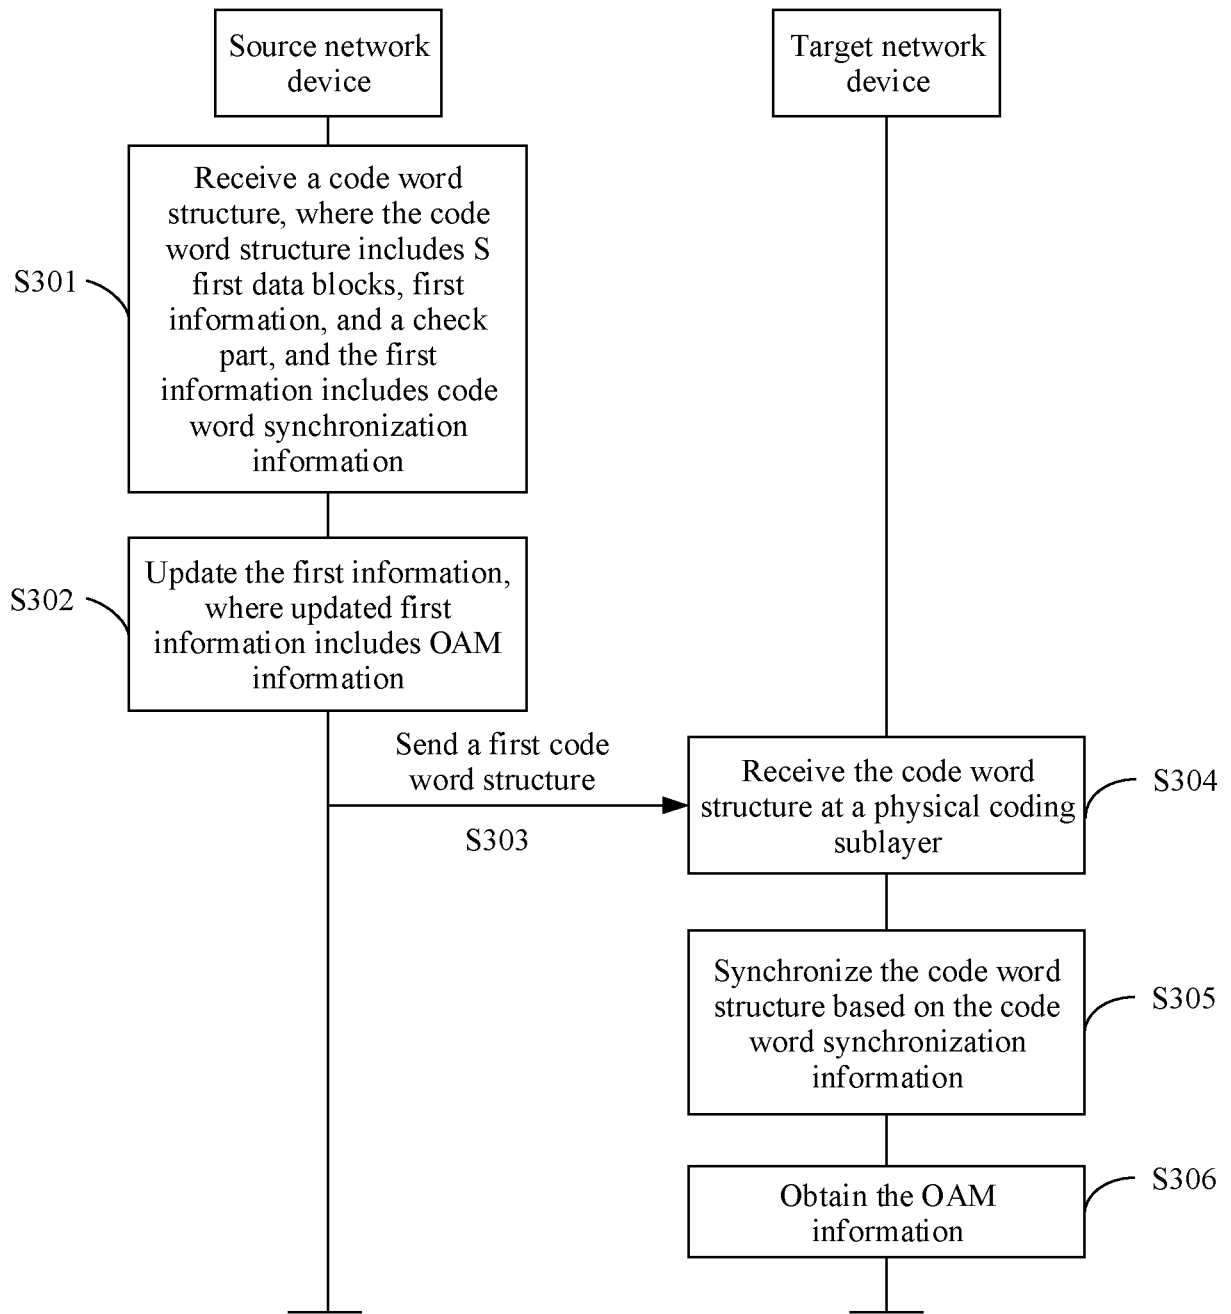 Source network
device
Target network
device
Receive a code word
structure, where the code
word structure includes S
first data blocks, first
information, and a check
part, and the first
information includes code
word synchronization
information
S301
Update the first information,
where updated first
information includes OAM
information
S302
Send a first code
word structure
S303
Receive the code word
structure at a physical coding
sublayer
S304
Synchronize the code word
structure based on the code
word synchronization
information
S305
Obtain the OAM
information
S306